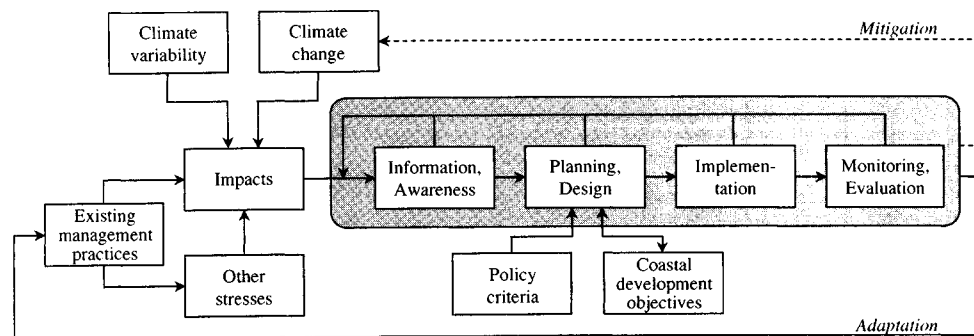 Climate
variability
Climate
change
Mitigation
Impacts
Information,
Awareness
Planning,
Design
Implemen-
tation
Monitoring,
Evaluation
Existing
management
practices
Other
stresses
Policy
criteria
Coastal
development
objectives
Adaptation